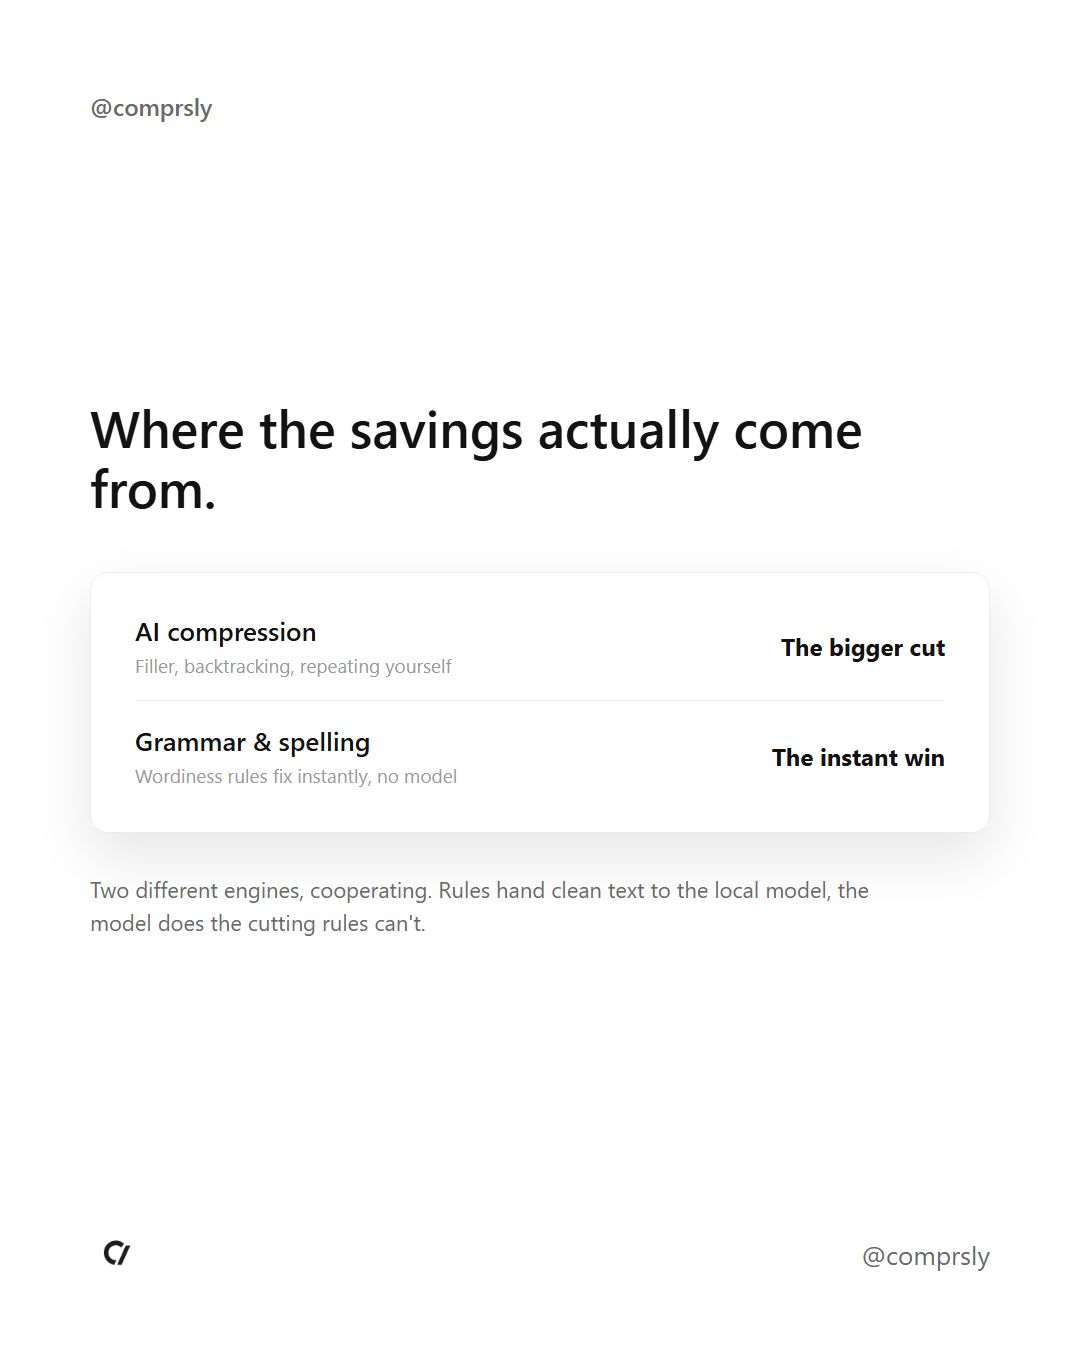 @comprsly
Where the savings actually come
from.
AI compression
Filler, backtracking, repeating yourself
The bigger cut
Grammar & spelling
Wordiness rules fix instantly, no model
The instant win
Two different engines, cooperating. Rules hand clean text to the local model, the
model does the cutting rules can't.
@comprsly